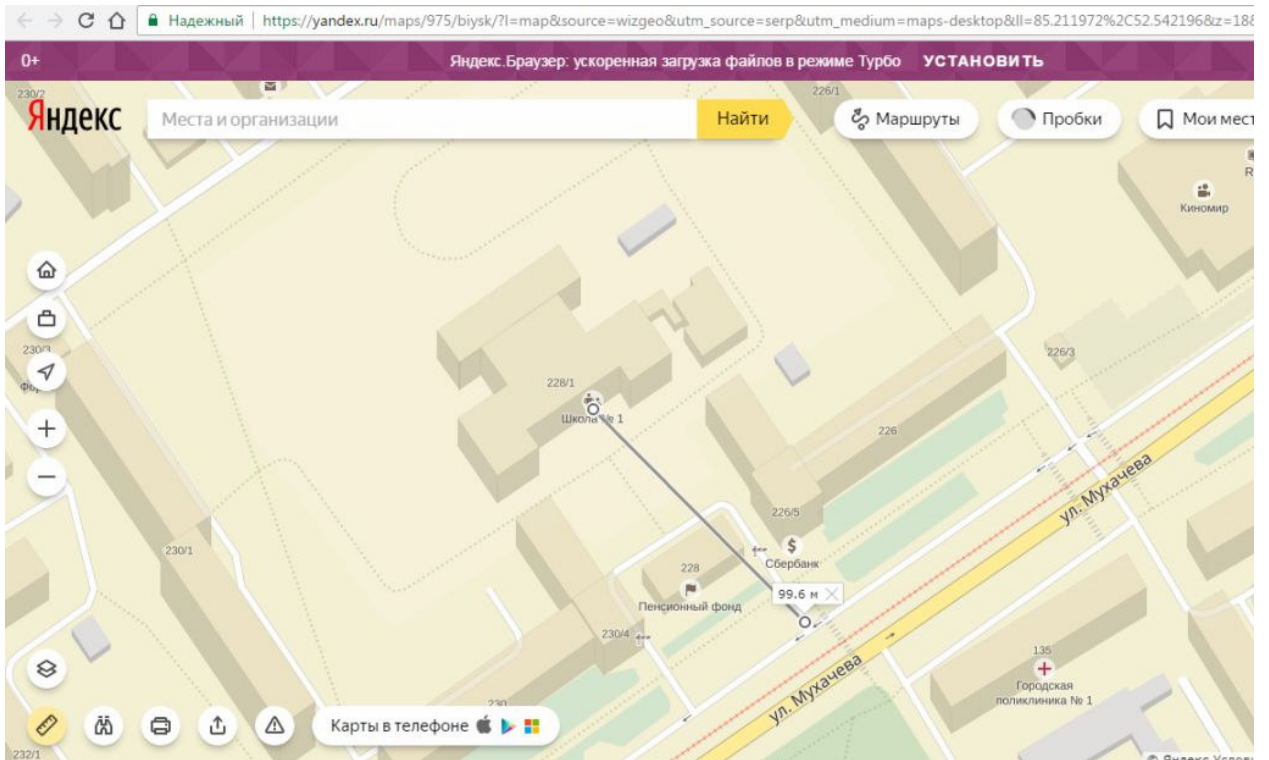 Надежный https://yandex.ru/maps/975/biysk/?l=map&source=wizgeo&utm_source=serp&utm_medium=maps-desktop&ll=85.211972%2C52.542196&z=18&
0+ Яндекс.Браузер: ускоренная загрузка файлов в режиме Турбо УСТАНОВИТЬ
230/2
226/1
Яндекс Места и организации Найти Маршруты Пробки Мои мест
R
Киномир
230/3
226/3
228/1
Школа № 1
226
ул. Мухачева
226/5
230/1
Сбербанк
228
99.6 м
Пенсионный фонд
230/4
135
ул. Мухачева
Городская
поликлиника № 1
230
Карты в телефоне
232/1
© Яндекс Услов